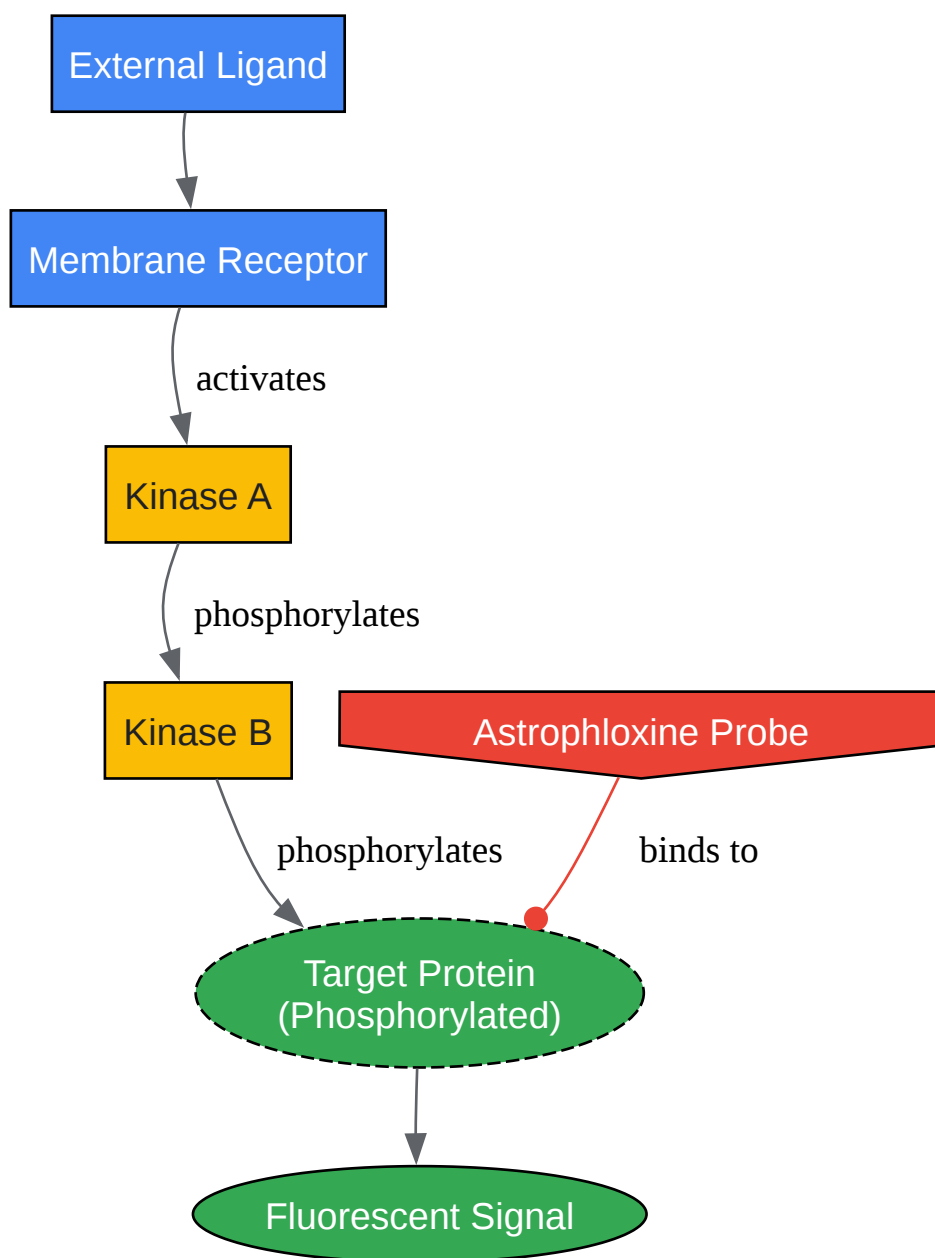 External Ligand
Membrane Receptor
activates
Kinase A
phosphorylates
Kinase B
Astrophloxine Probe
phosphorylates
binds to
Target Protein
(Phosphorylated)
Fluorescent Signal